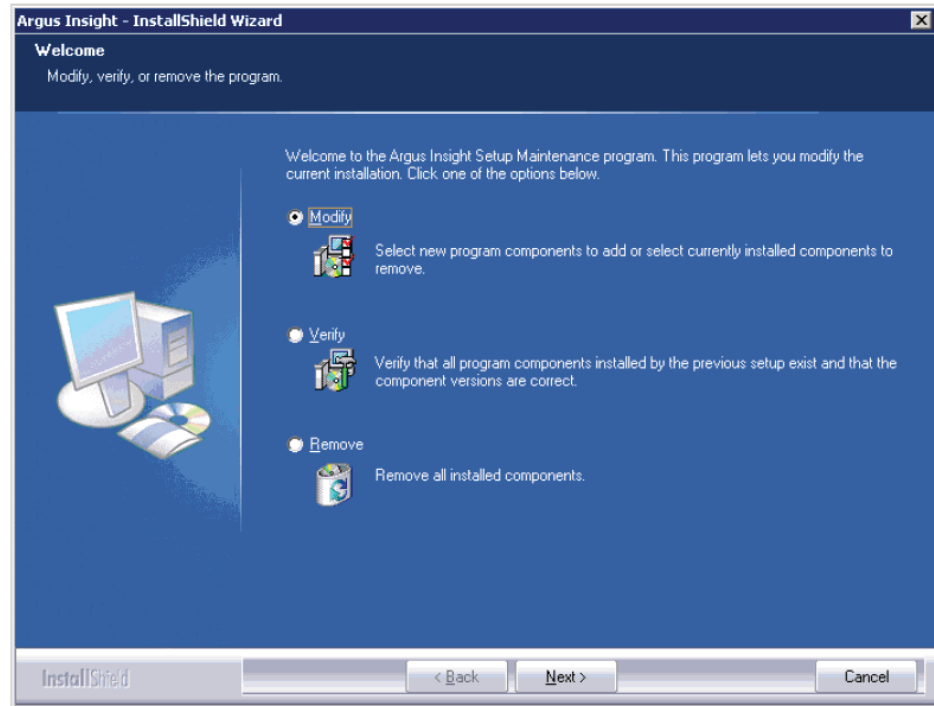 Argus Insight - InstallShield Wizard
Welcome
Modify, verify, or remove the program.
Welcome to the Argus Insight Setup Maintenance program. This program lets you modify the
current installation. Click one of the options below.
Modify
Select new program components to add or select currently installed components to
remove.
Verify
Verify that all program components installed by the previous setup exist and that the
component versions are correct.
Remove
Remove all installed components.
InstallShield
< Back Next > Cancel